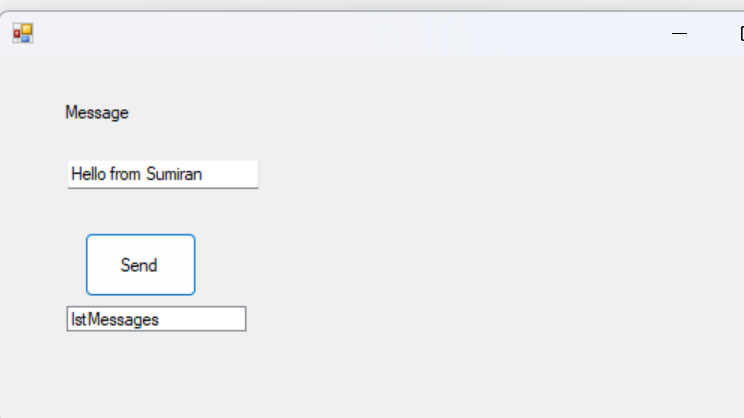 Message
Hello from Sumiran
Send
lstMessages